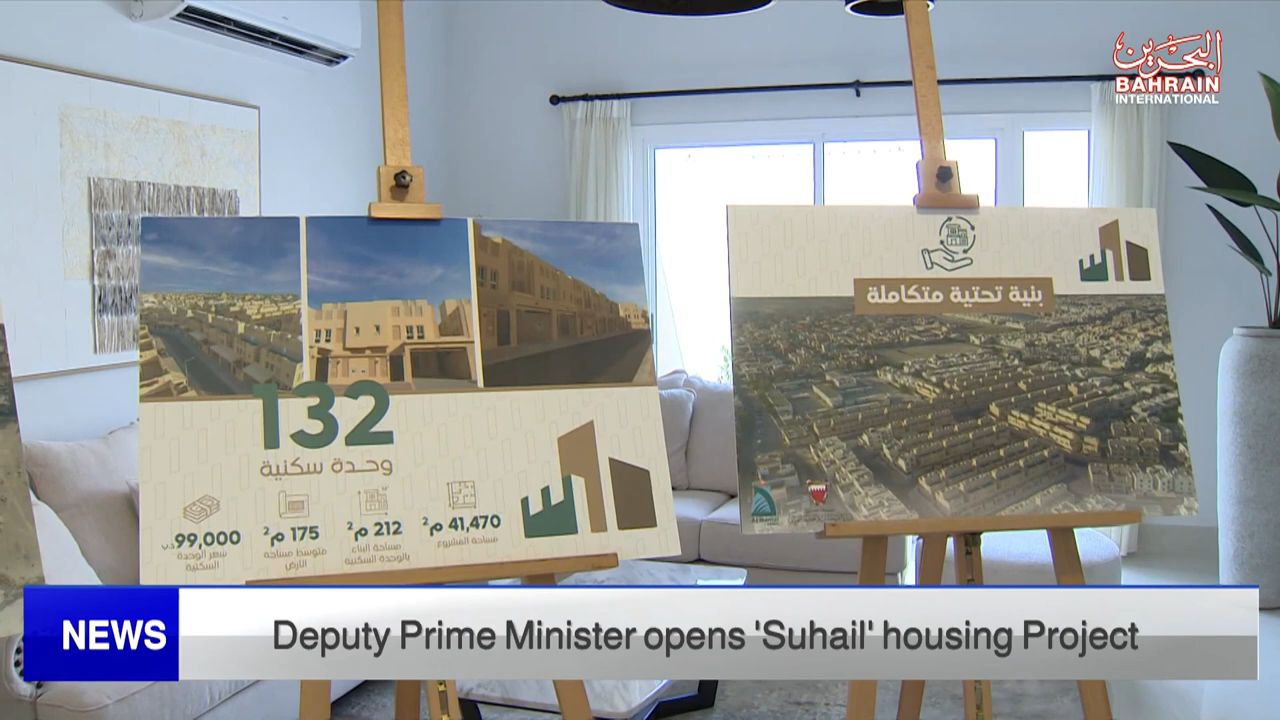 البحرين
BAHRAIN
INTERNATIONAL
بنية تحتية متكاملة
132
وحدة سكنية
41,470 م²
مساحة المشروع
212 م²
مساحة البناء
بالوحدة السكنية
175 م²
متوسط مساحة
الأرض
99,000 د.ب
سعر الوحدة
السكنية
NEWS
Deputy Prime Minister opens 'Suhail' housing Project